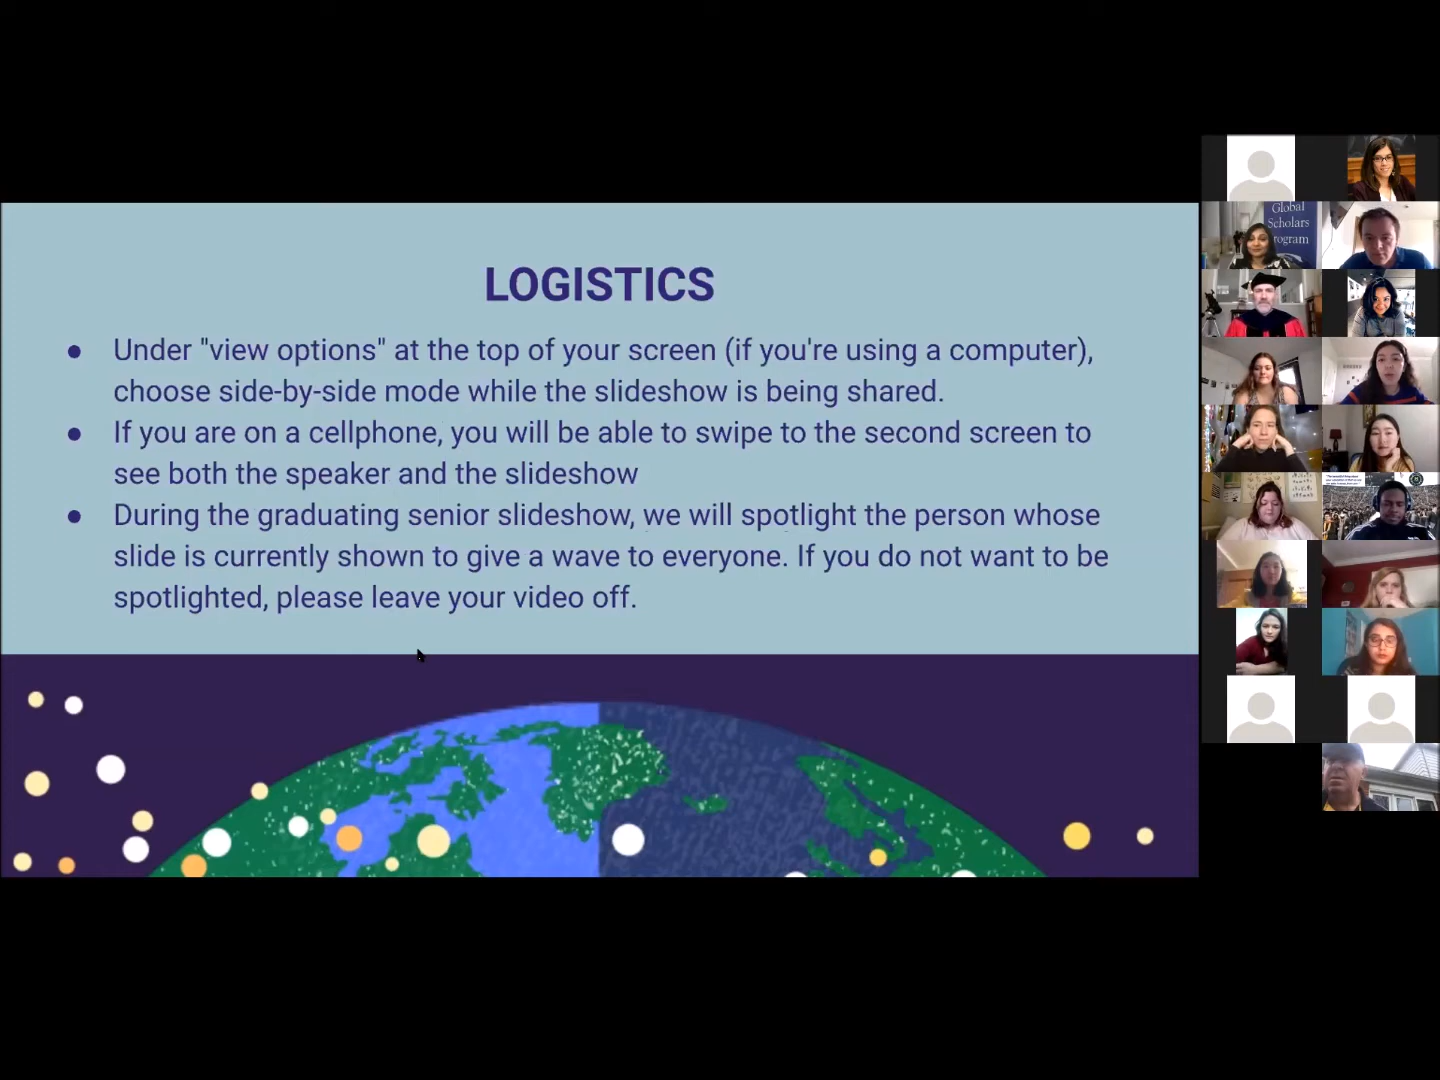 LOGISTICS
● Under "view options" at the top of your screen (if you're using a computer),
choose side-by-side mode while the slideshow is being shared.
● If you are on a cellphone, you will be able to swipe to the second screen to
see both the speaker and the slideshow
● During the graduating senior slideshow, we will spotlight the person whose
slide is currently shown to give a wave to everyone. If you do not want to be
spotlighted, please leave your video off.
Global
Scholars
rogram